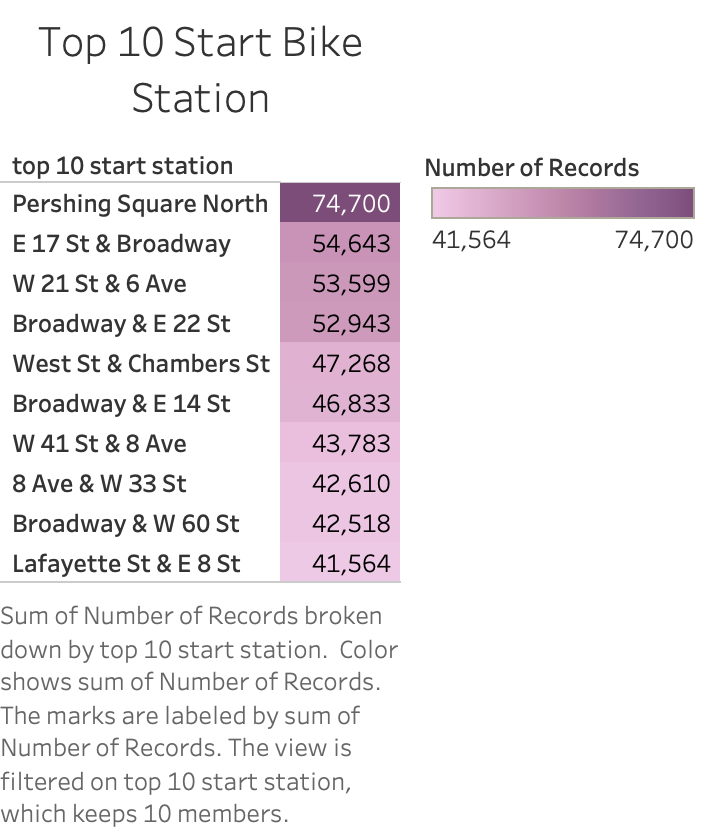 Top 10 Start Bike
Station
top 10 start station
Pershing Square North 74,700
E 17 St & Broadway 54,643
W 21 St & 6 Ave 53,599
Broadway & E 22 St 52,943
West St & Chambers St 47,268
Broadway & E 14 St 46,833
W 41 St & 8 Ave 43,783
8 Ave & W 33 St 42,610
Broadway & W 60 St 42,518
Lafayette St & E 8 St 41,564
Number of Records
41,564 74,700
Sum of Number of Records broken
down by top 10 start station.  Color
shows sum of Number of Records.
The marks are labeled by sum of
Number of Records. The view is
filtered on top 10 start station,
which keeps 10 members.